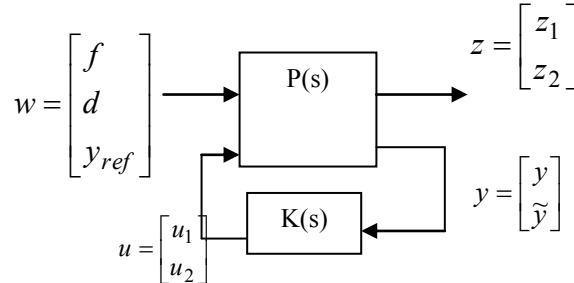 w = [f d y_ref]
P(s)
z = [z_1 z_2]
y = [y ỹ]
K(s)
u = [u_1 u_2]